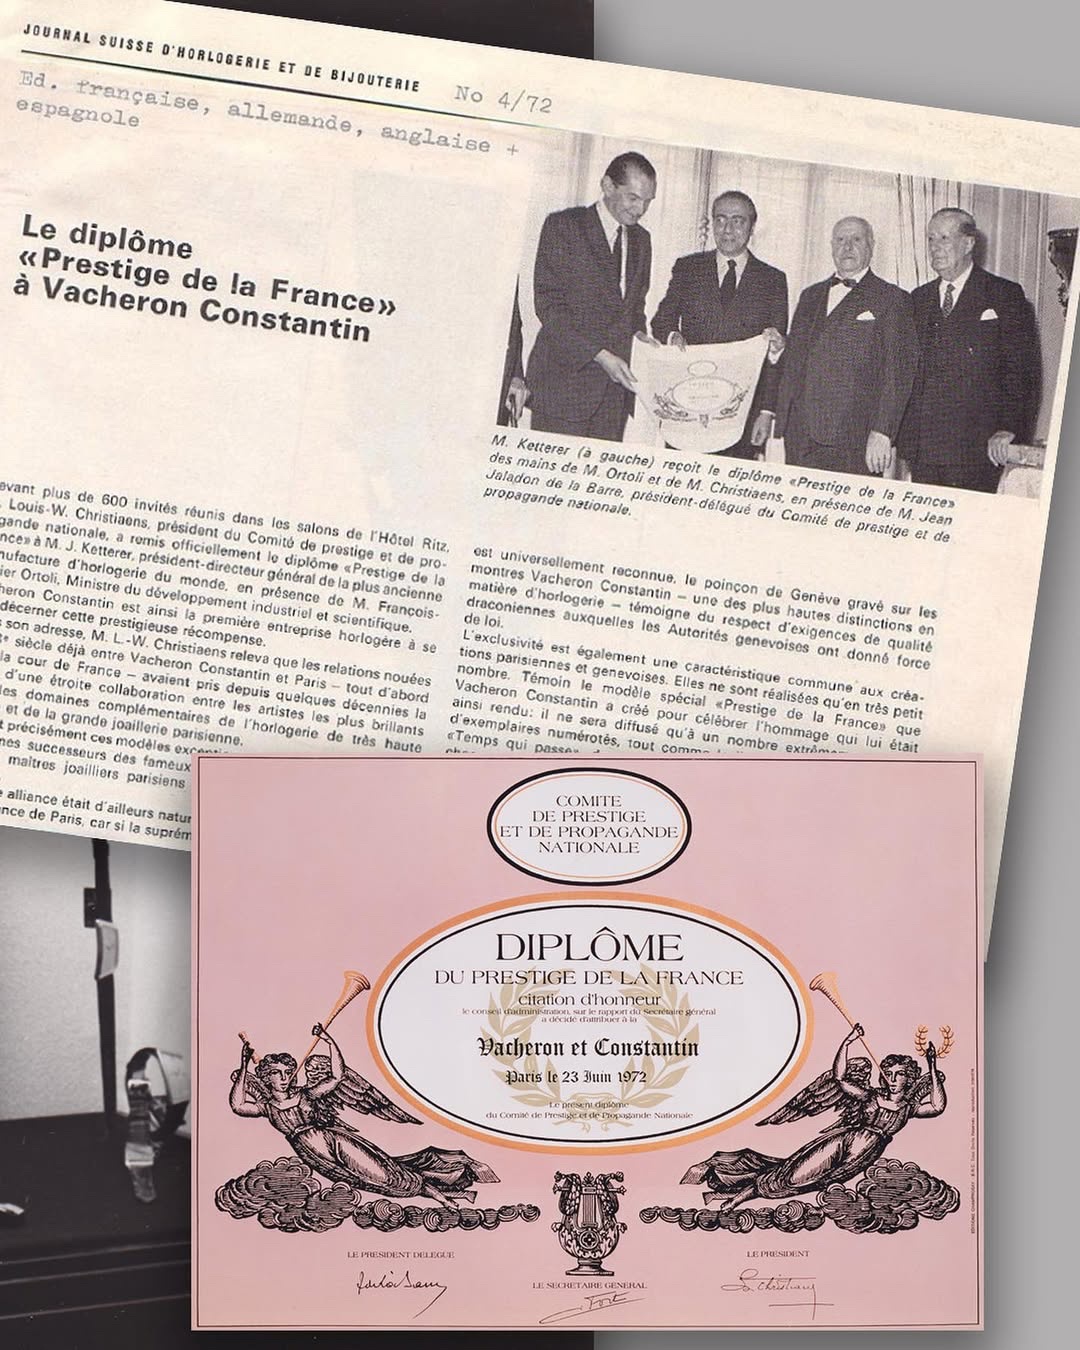 JOURNAL SUISSE D'HORLOGERIE ET DE BIJOUTERIE
No 4/72
Ed. française, allemande, anglaise +
espagnole
Le diplôme
«Prestige de la France»
à Vacheron Constantin
M. Ketterer (à gauche) reçoit le diplôme «Prestige de la France»
des mains de M. Ortoli et de M. Christiaens, en présence de M. Jean
Jaladon de la Barre, président-délégué du Comité de prestige et de
propagande nationale.
evant plus de 600 invités réunis dans les salons de l'Hôtel Ritz,
. Louis-W. Christiaens, président du Comité de prestige et de pro-
gande nationale, a remis officiellement le diplôme «Prestige de la
nce» à M. J. Ketterer, président-directeur général de la plus ancienne
nufacture d'horlogerie du monde, en présence de M. François-
ier Ortoli, Ministre du développement industriel et scientifique.
heron Constantin est ainsi la première entreprise horlogère à se
décerner cette prestigieuse récompense.
son adresse, M. L.-W. Christiaens releva que les relations nouées
e siècle déjà entre Vacheron Constantin et Paris – tout d'abord
la cour de France – avaient pris depuis quelques décennies la
d'une étroite collaboration entre les artistes les plus brillants
les domaines complémentaires de l'horlogerie de très haute
et de la grande joaillerie parisienne.
t précisément ces modèles
nes successeurs des fameux
maîtres joailliers parisiens
alliance était d'ailleurs
nce de Paris, car si la
est universellement reconnue, le poinçon de Genève gravé sur les
montres Vacheron Constantin – une des plus hautes distinctions en
matière d'horlogerie – témoigne du respect d'exigences de qualité
draconiennes auxquelles les Autorités genevoises ont donné force
de loi.
L'exclusivité est également une caractéristique commune aux créa-
tions parisiennes et genevoises. Elles ne sont réalisées qu'en très petit
nombre. Témoin le modèle spécial «Prestige de la France» que
Vacheron Constantin a créé pour célébrer l'hommage qui lui était
ainsi rendu: il ne sera diffusé qu'à un nombre
d'exemplaires numérotés, tout
«Temps qui passe»
COMITE
DE PRESTIGE
ET DE PROPAGANDE
NATIONALE
DIPLÔME
DU PRESTIGE DE LA FRANCE
citation d'honneur
le conseil d'administration, sur le rapport du Secrétaire général
a décidé d'attribuer à la
Vacheron et Constantin
Paris le 23 Juin 1972
Le présent diplôme
du Comité de Prestige et de Propagande Nationale
LE PRESIDENT DELEGUE
LE SECRETAIRE GENERAL
LE PRESIDENT